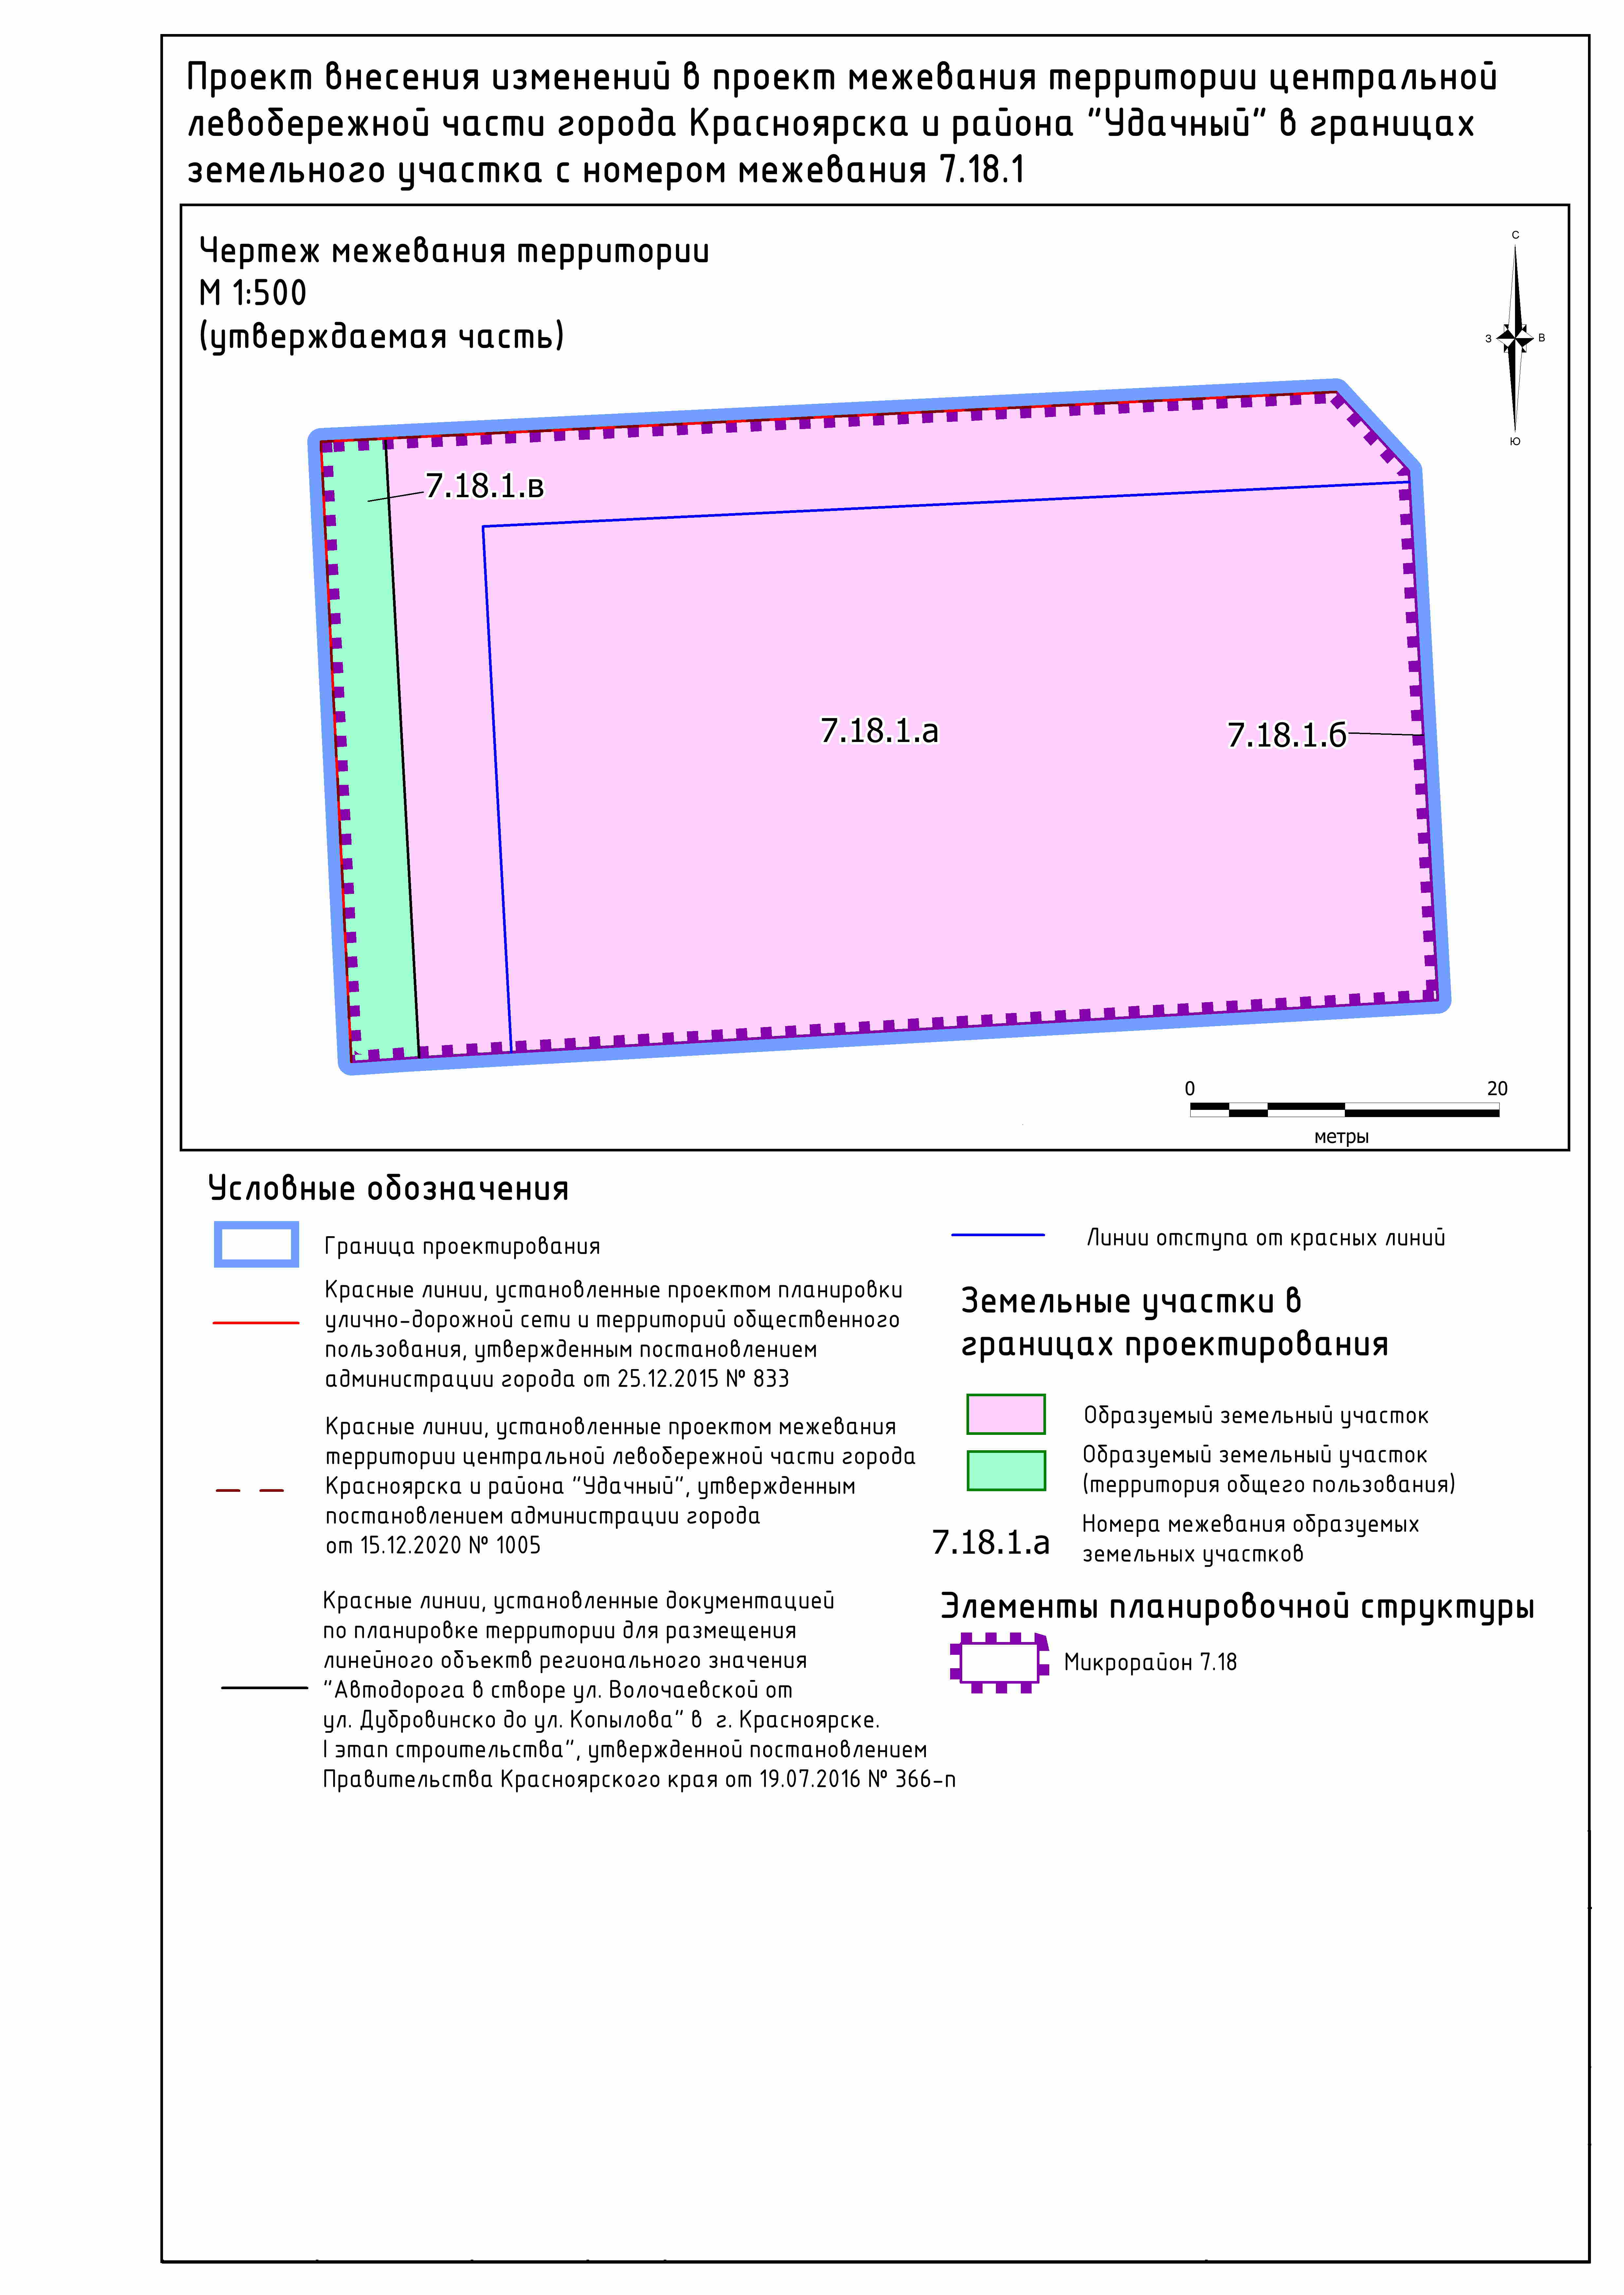 Проект внесения изменений в проект межевания территории центральной
левобережной части города Красноярска и района "Удачный" в границах
земельного участка с номером межевания 7.18.1
Чертеж межевания территории
М 1:500
(утверждаемая часть)
С
З
В
Ю
7.18.1.в
7.18.1.а
7.18.1.б
0
20
метры
Условные обозначения
Граница проектирования
Красные линии, установленные проектом планировки
улично-дорожной сети и территорий общественного
пользования, утвержденным постановлением
администрации города от 25.12.2015 № 833
Красные линии, установленные проектом межевания
территории центральной левобережной части города
Красноярска и района "Удачный", утвержденным
постановлением администрации города
от 15.12.2020 № 1005
Красные линии, установленные документацией
по планировке территории для размещения
линейного объектв регионального значения
"Автодорога в створе ул. Волочаевской от
ул. Дубровинско до ул. Копылова" в  г. Красноярске.
I этап строительства", утвержденной постановлением
Правительства Красноярского края от 19.07.2016 № 366-п
Линии отступа от красных линий
Земельные участки в
границах проектирования
Образуемый земельный участок
Образуемый земельный участок
(территория общего пользования)
7.18.1.а
Номера межевания образуемых
земельных участков
Элементы планировочной структуры
Микрорайон 7.18